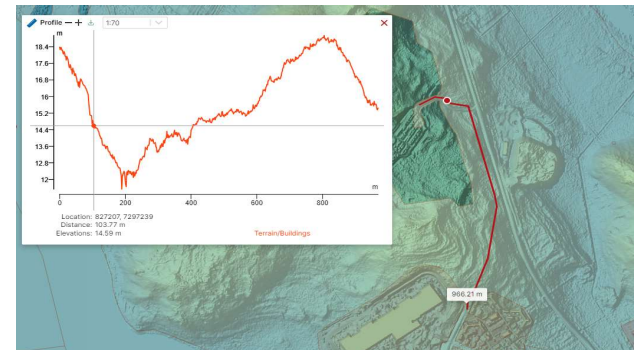 Profile
1:70
m
18.4
17.6
16.8
16
15.2
14.4
13.6
12.8
12
0 200 400 600 800
m
Location: 827207, 7297239
Distance: 103.77 m
Elevations: 14.59 m
Terrain/Buildings
966.21 m